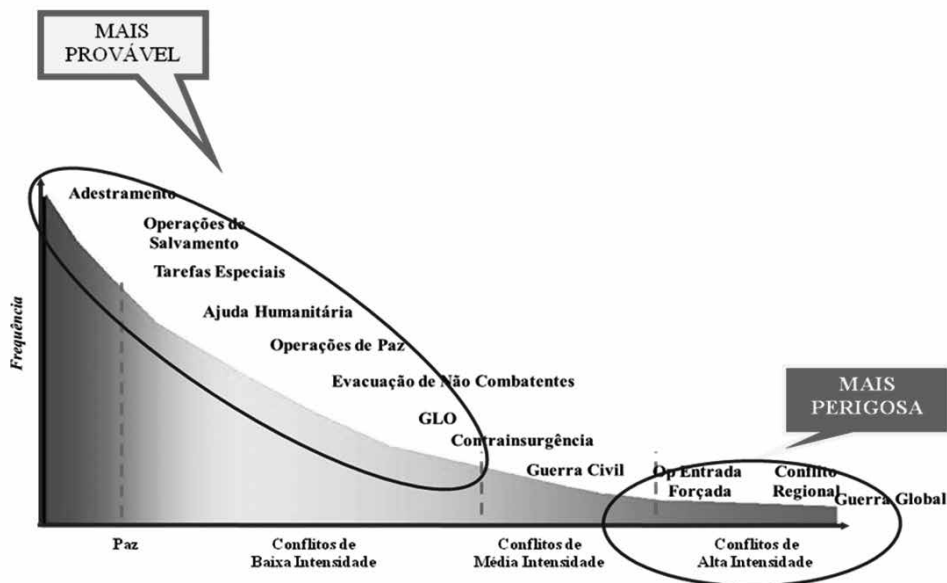 MAIS
PROVÁVEL
Adestramento
Operações de
Salvamento
Tarefas Especiais
Ajuda Humanitária
Operações de Paz
Evacuação de Não Combatentes
GLO
Contrainsurgência
Guerra Civil
MAIS
PERIGOSA
Op Entrada
Forçada
Conflito
Regional
Guerra Global
Frequência
Paz
Conflitos de
Baixa Intensidade
Conflitos de
Média Intensidade
Conflitos de
Alta Intensidade